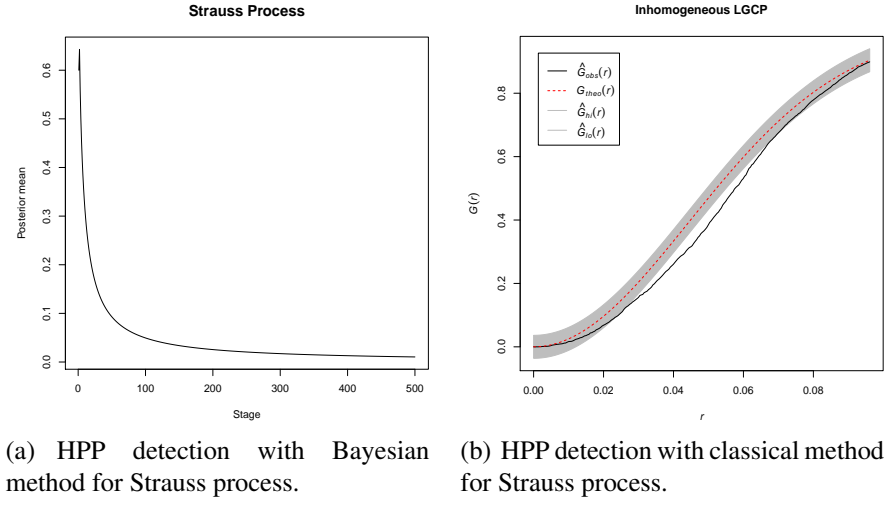 Strauss Process
Posterior mean
0.0
0.1
0.2
0.3
0.4
0.5
0.6
0
100
200
300
400
500
Stage
(a) HPP detection with Bayesian
method for Strauss process.
Inhomogeneous LGCP
Ĝobs(r)
Gtheo(r)
Ĝhi(r)
Ĝlo(r)
G(r)
0.0
0.2
0.4
0.6
0.8
0.00
0.02
0.04
0.06
0.08
r
(b) HPP detection with classical method
for Strauss process.